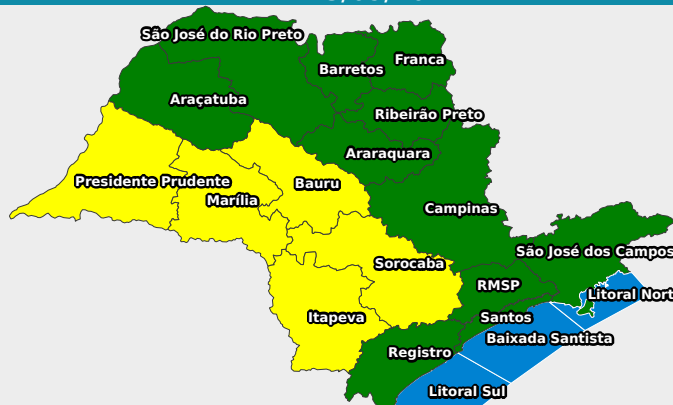 São José do Rio Preto
Franca
Barretos
Araçatuba
Ribeirão Preto
Araraquara
Presidente Prudente
Bauru
Marília
Campinas
São José dos Campos
Sorocaba
RMSP
Litoral Nort
Itapeva
Santos
Baixada Santista
Registro
Litoral Sul